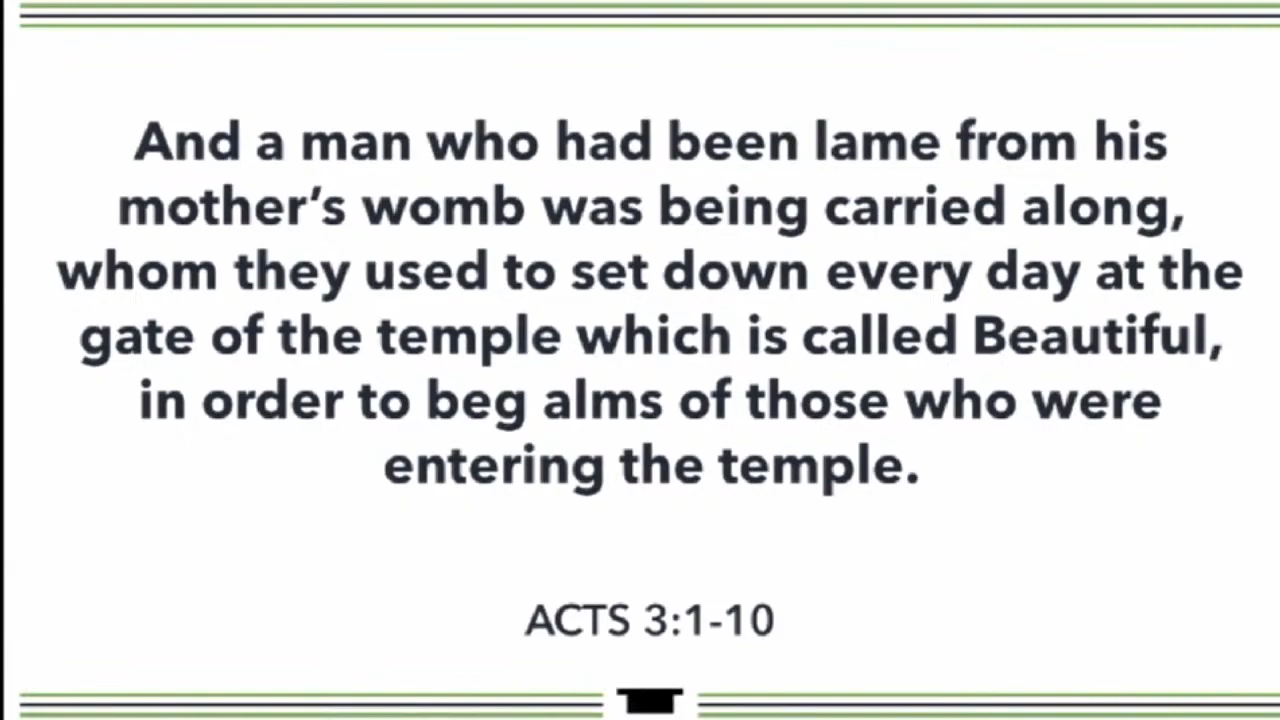 And a man who had been lame from his
mother’s womb was being carried along,
whom they used to set down every day at the
gate of the temple which is called Beautiful,
in order to beg alms of those who were
entering the temple.
ACTS 3:1-10